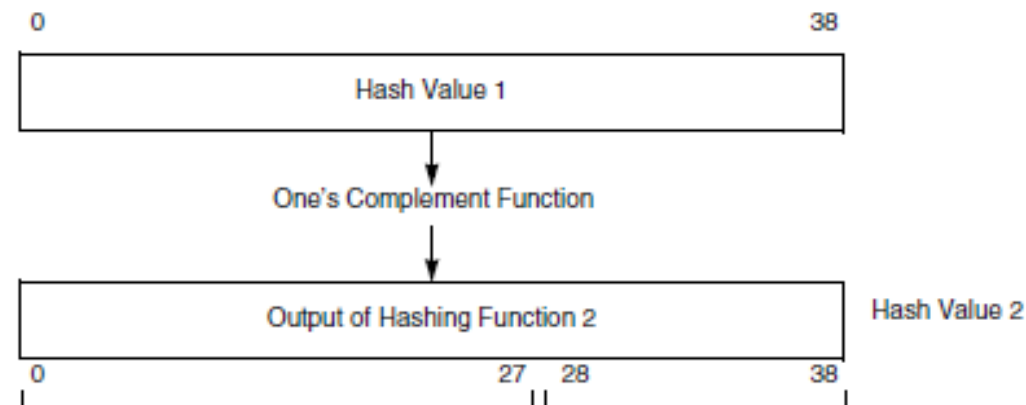 0 38
Hash Value 1
One's Complement Function
Output of Hashing Function 2
Hash Value 2
0 27 28 38